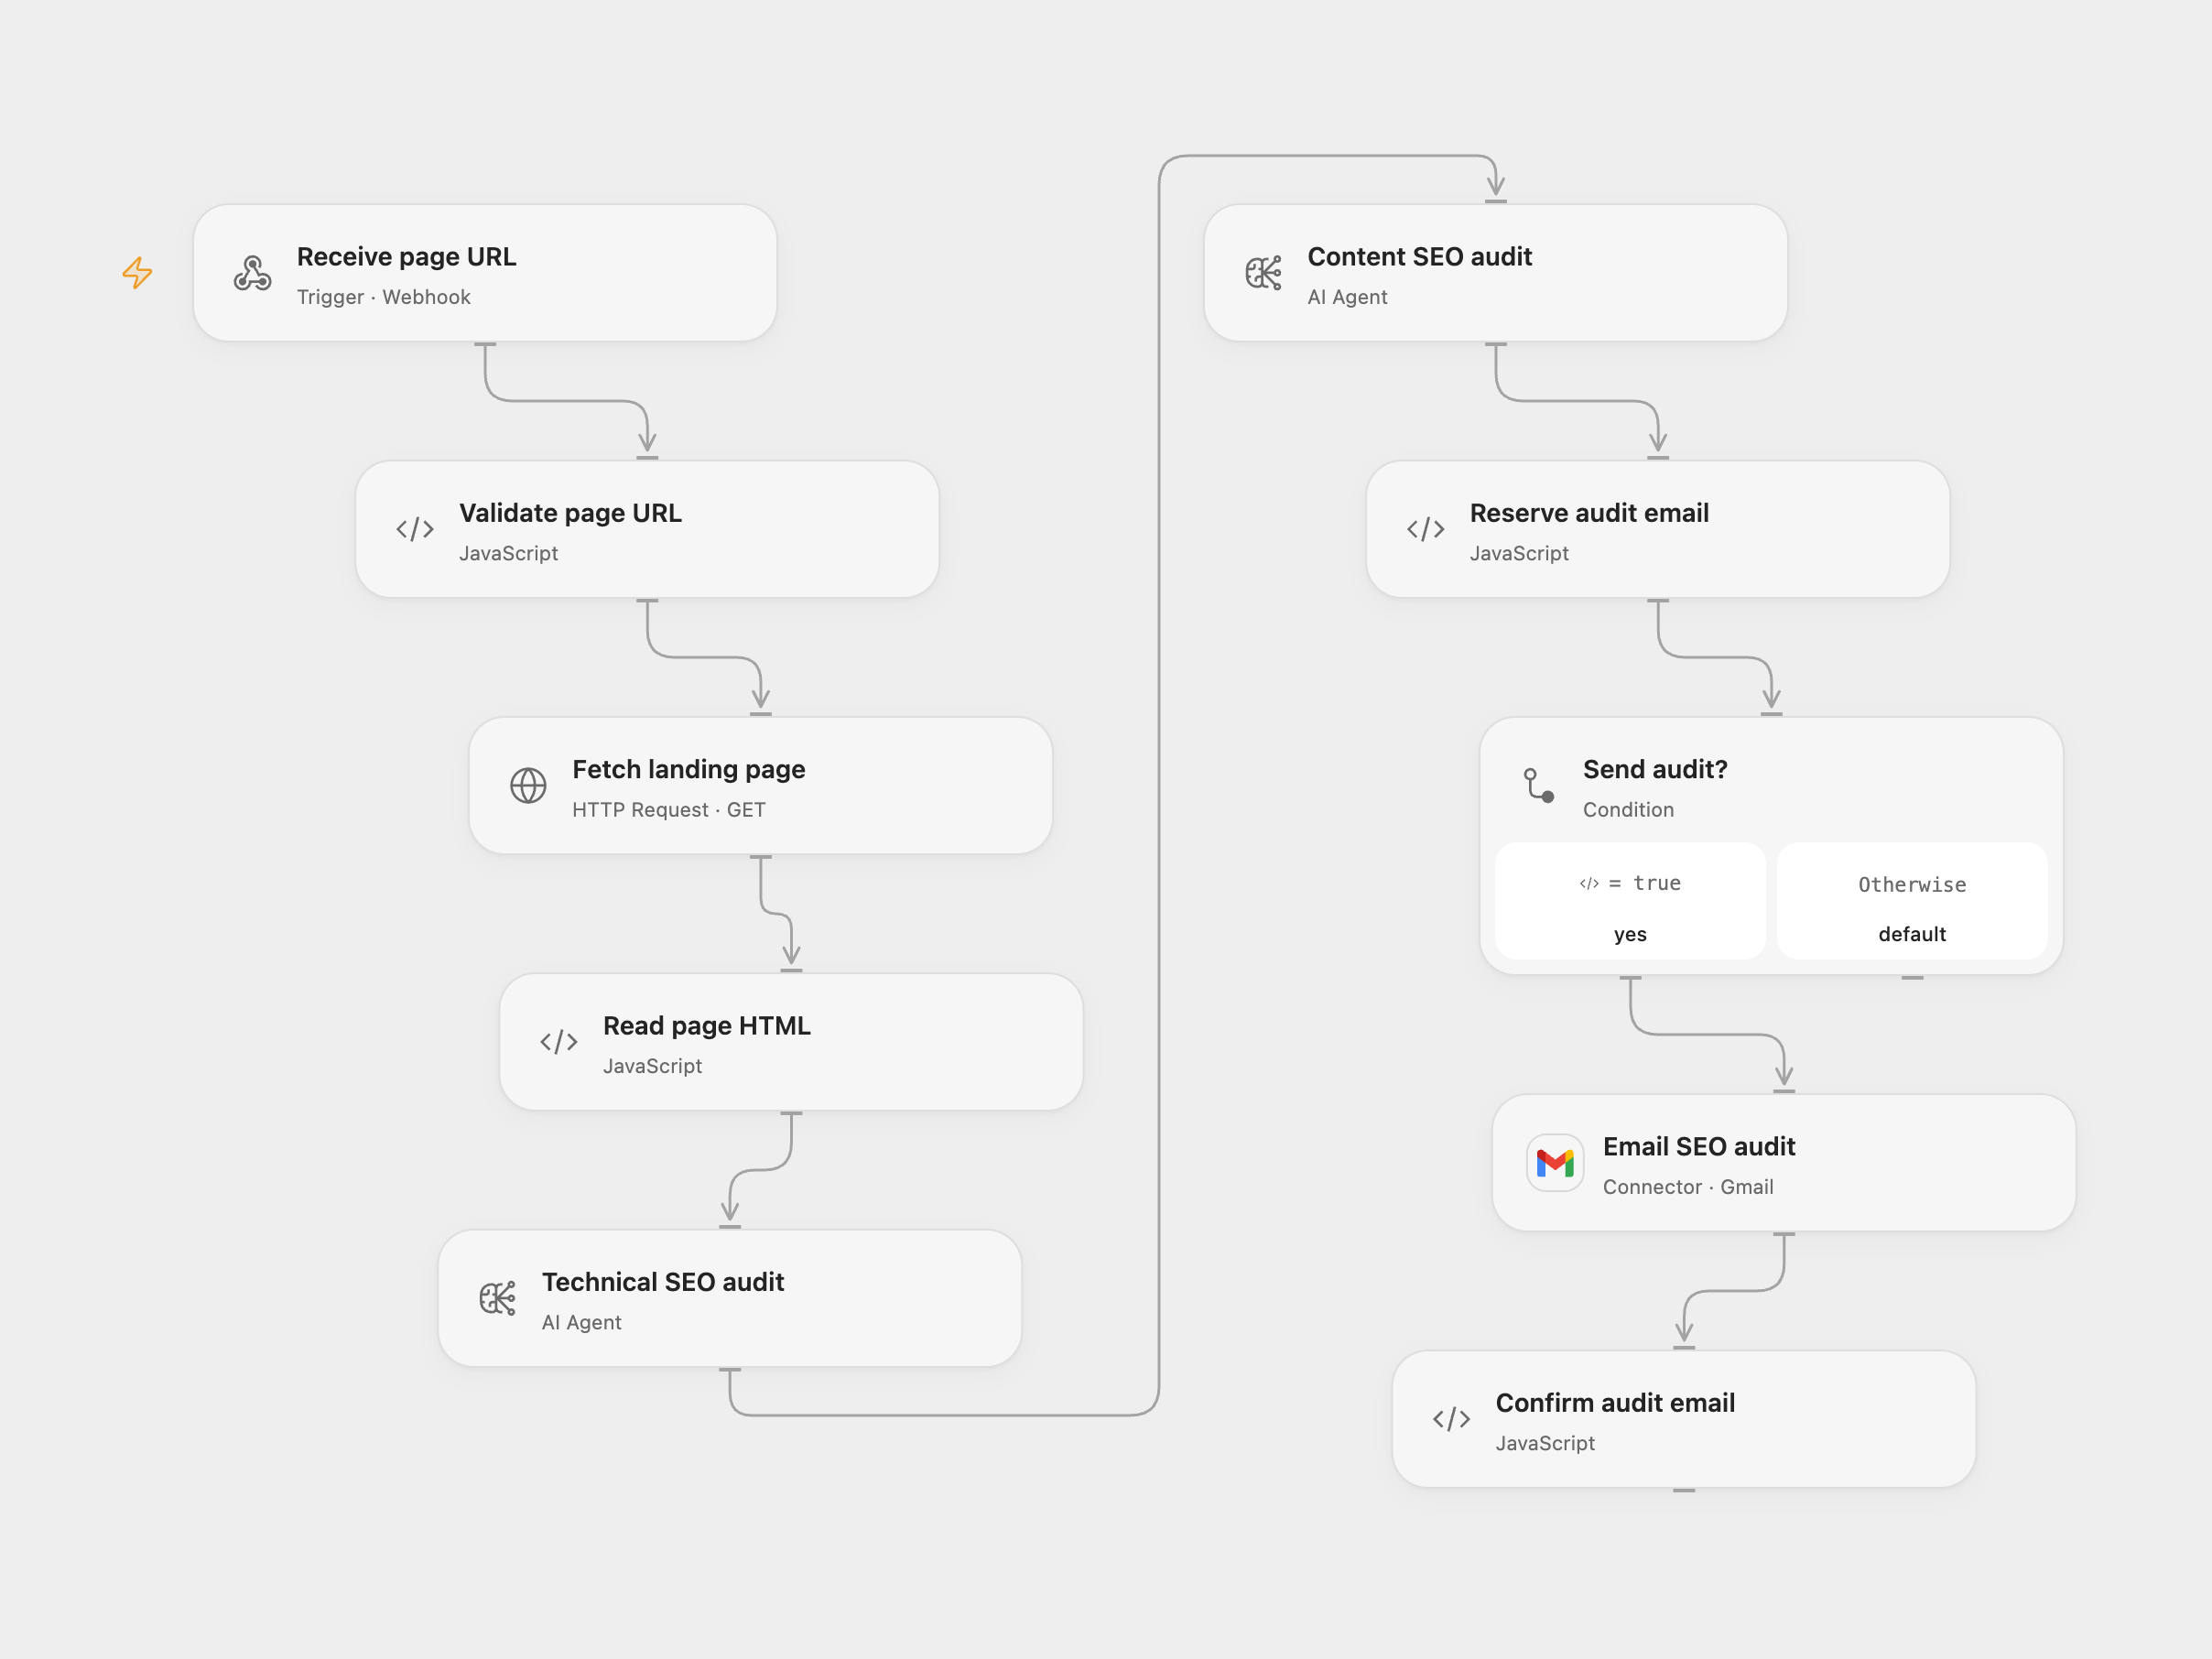 Receive page URL
Trigger · Webhook
Validate page URL
JavaScript
Fetch landing page
HTTP Request · GET
Read page HTML
JavaScript
Technical SEO audit
AI Agent
Content SEO audit
AI Agent
Reserve audit email
JavaScript
Send audit?
Condition
</> = true
yes
Otherwise
default
Email SEO audit
Connector · Gmail
Confirm audit email
JavaScript